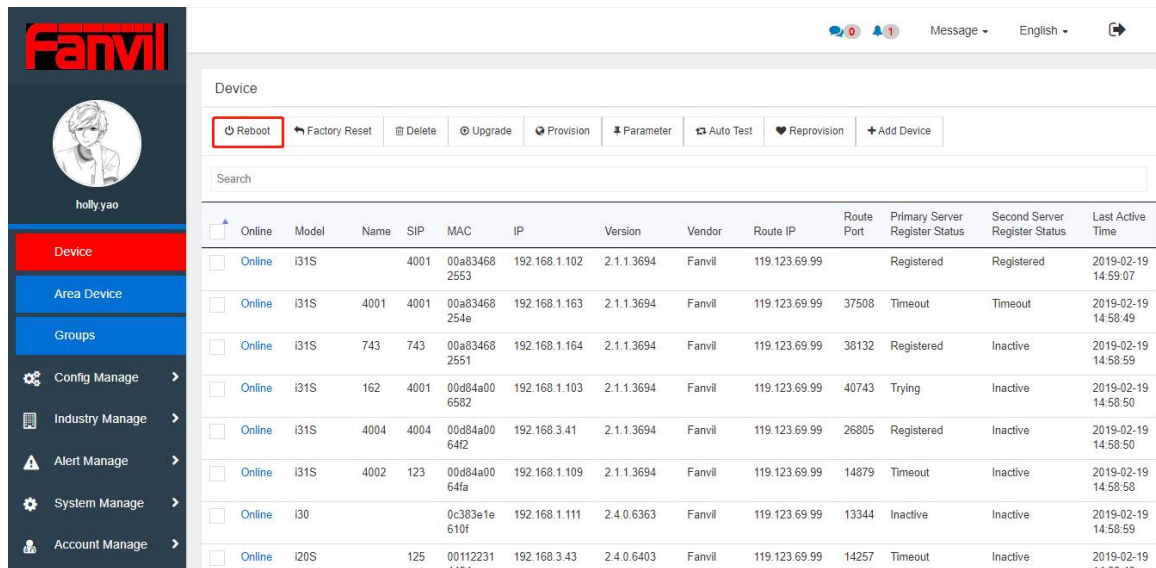 Fanvil
0 1 Message English
Device
Reboot Factory Reset Delete Upgrade Provision Parameter Auto Test Reprovision +Add Device
Search
holly.yao
Device
Area Device
Groups
Config Manage
Industry Manage
Alert Manage
System Manage
Account Manage
Online Model Name SIP MAC IP Version Vendor Route IP Route Port Primary Server Register Status Second Server Register Status Last Active Time
Online i31S 4001 00a83468 192.168.1.102 2.1.1.3694 Fanvil 119.123.69.99 Registered Registered 2019-02-19
2553 14:59:07
Online i31S 4001 4001 00a83468 192.168.1.163 2.1.1.3694 Fanvil 119.123.69.99 37508 Timeout Timeout 2019-02-19
254e 14:58:49
Online i31S 743 743 00a83468 192.168.1.164 2.1.1.3694 Fanvil 119.123.69.99 38132 Registered Inactive 2019-02-19
2551 14:58:59
Online i31S 162 4001 00d84a00 192.168.1.103 2.1.1.3694 Fanvil 119.123.69.99 40743 Trying Inactive 2019-02-19
6582 14:58:50
Online i31S 4004 4004 00d84a00 192.168.3.41 2.1.1.3694 Fanvil 119.123.69.99 26805 Registered Inactive 2019-02-19
64f2 14:58:50
Online i31S 4002 123 00d84a00 192.168.1.109 2.1.1.3694 Fanvil 119.123.69.99 14879 Timeout Inactive 2019-02-19
64fa 14:58:58
Online i30 0c383e1e 192.168.1.111 2.4.0.6363 Fanvil 119.123.69.99 13344 Inactive Inactive 2019-02-19
610f 14:58:59
Online i20S 125 00112231 192.168.3.43 2.4.0.6403 Fanvil 119.123.69.99 14257 Timeout Inactive 2019-02-19